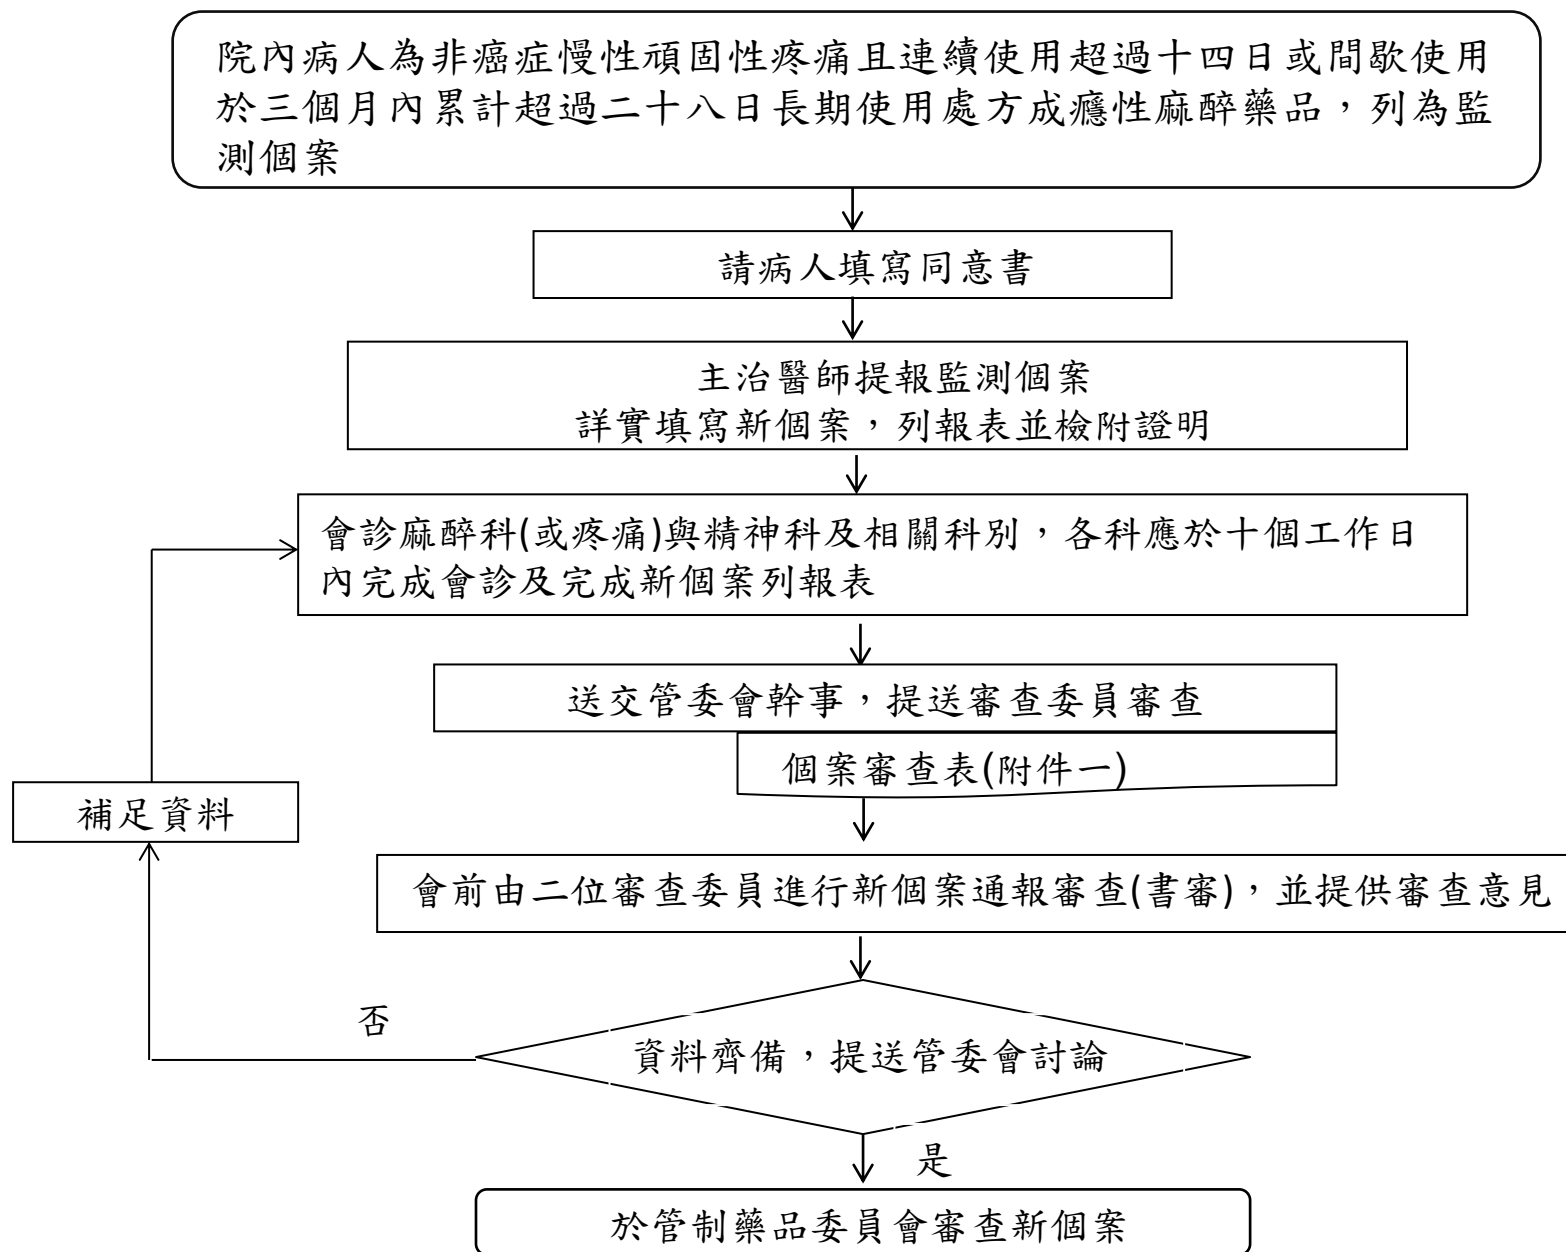 院內病人為非癌症慢性頑固性疼痛且連續使用超過十四日或間歇使用
於三個月內累計超過二十八日長期使用處方成癮性麻醉藥品，列為監
測個案
請病人填寫同意書
主治醫師提報監測個案
詳實填寫新個案，列報表並檢附證明
會診麻醉科(或疼痛)與精神科及相關科別，各科應於十個工作日
內完成會診及完成新個案列報表
送交管委會幹事，提送審查委員審查
個案審查表(附件一)
補足資料
會前由二位審查委員進行新個案通報審查(書審)，並提供審查意見
否
資料齊備，提送管委會討論
是
於管制藥品委員會審查新個案